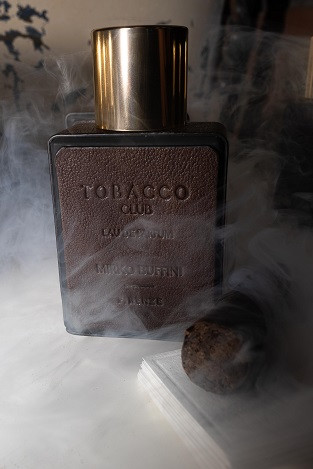 TOBACCO
CLUB
EAU DE PARFUM
MIRKO BUFFINI
FIRENZE